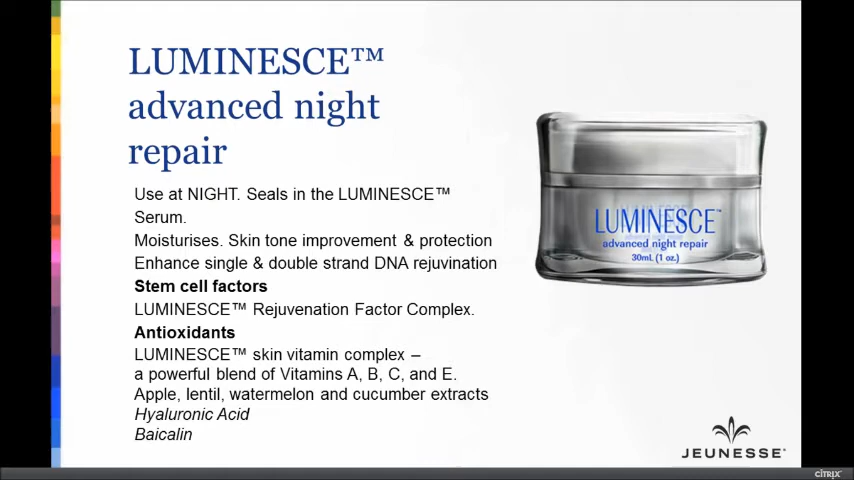 LUMINESCE™
advanced night
repair
Use at NIGHT. Seals in the LUMINESCE™
Serum.
Moisturises. Skin tone improvement & protection
Enhance single & double strand DNA rejuvination
Stem cell factors
LUMINESCE™ Rejuvenation Factor Complex.
Antioxidants
LUMINESCE™ skin vitamin complex –
a powerful blend of Vitamins A, B, C, and E.
Apple, lentil, watermelon and cucumber extracts
Hyaluronic Acid
Baicalin
LUMINESCE™
advanced night repair
30mL (1 oz.)
JEUNESSE®
CITRIX